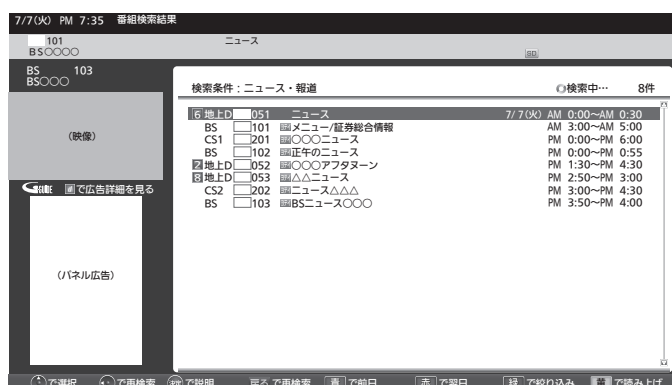 7/7(火) PM 7:35 番組検索結果
101 ニュース
BS○○○○ SD
BS 103
BS○○○
検索条件：ニュース・報道 検索中… 8件
6 地上D 051 ニュース 7/ 7(火) AM 0:00〜AM 0:30
BS 101 メニュー/証券総合情報 AM 3:00〜AM 5:00
CS1 201 ○○○ニュース PM 0:00〜PM 6:00
BS 102 正午のニュース PM 0:00〜PM 0:55
2 地上D 052 ○○○アフタヌーン PM 1:30〜PM 4:30
8 地上D 053 △△ニュース PM 2:50〜PM 3:00
CS2 202 ニュース△△△ PM 3:00〜PM 4:30
BS 103 BSニュース○○○ PM 3:50〜PM 4:00
(映像)
G-GUIDE で広告詳細を見る
(パネル広告)
で選択 で再検索 決定 で説明 戻る で再検索 青 で前日 赤 で翌日 緑 で絞り込み 黄 で読み上げ